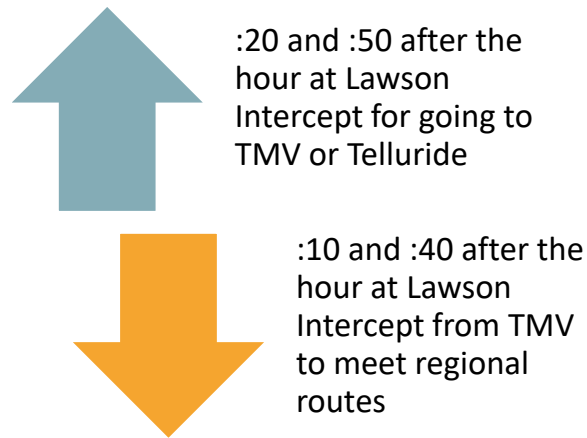 :20 and :50 after the
hour at Lawson
Intercept for going to
TMV or Telluride
:10 and :40 after the
hour at Lawson
Intercept from TMV
to meet regional
routes